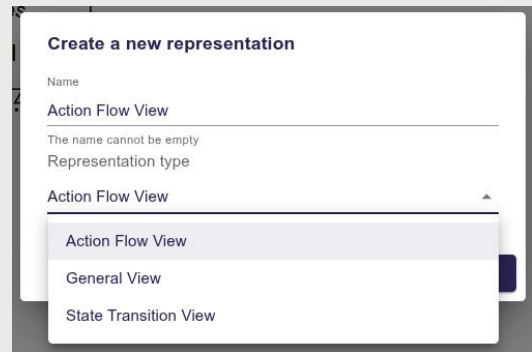 Create a new representation
Name
Action Flow View
The name cannot be empty
Representation type
Action Flow View
Action Flow View
General View
State Transition View